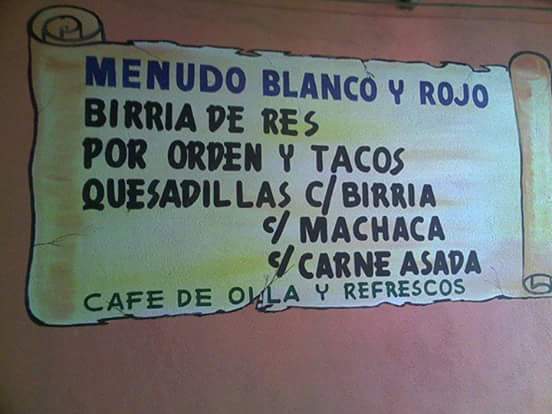 MENUDO BLANCO Y ROJO
BIRRIA DE RES
POR ORDEN Y TACOS
QUESADILLAS C/BIRRIA
C/MACHACA
C/CARNE ASADA
CAFE DE OLLA Y REFRESCOS